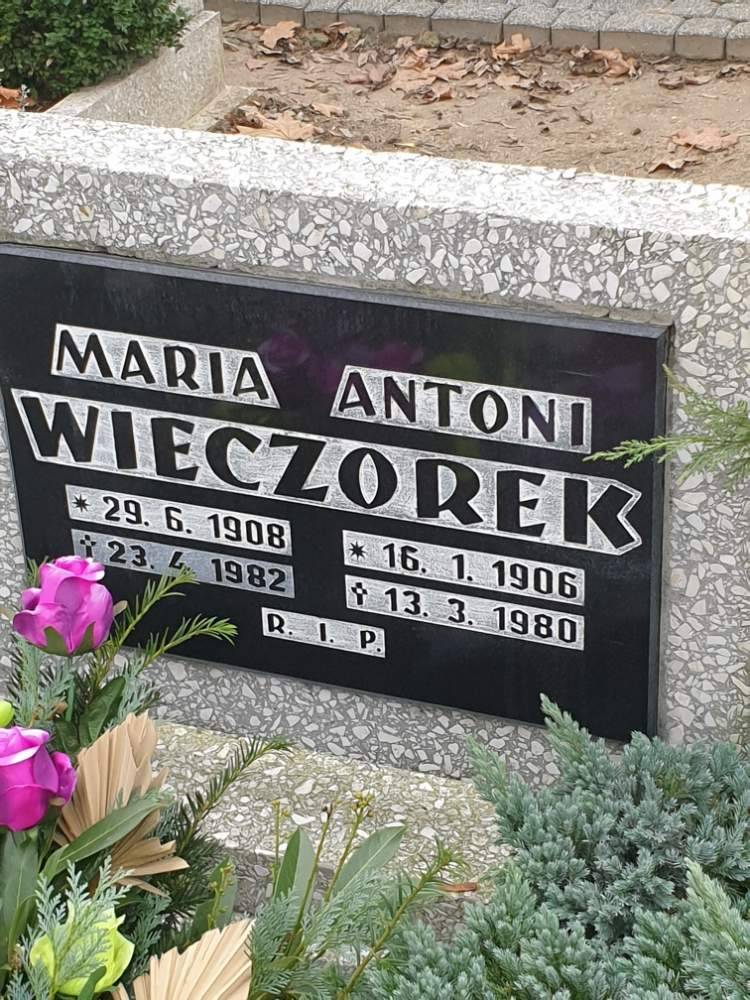 MARIA ANTONI
WIECZOREK
* 29. 6. 1908
† 23. 4. 1982
* 16. 1. 1906
† 13. 3. 1980
R. I. P.